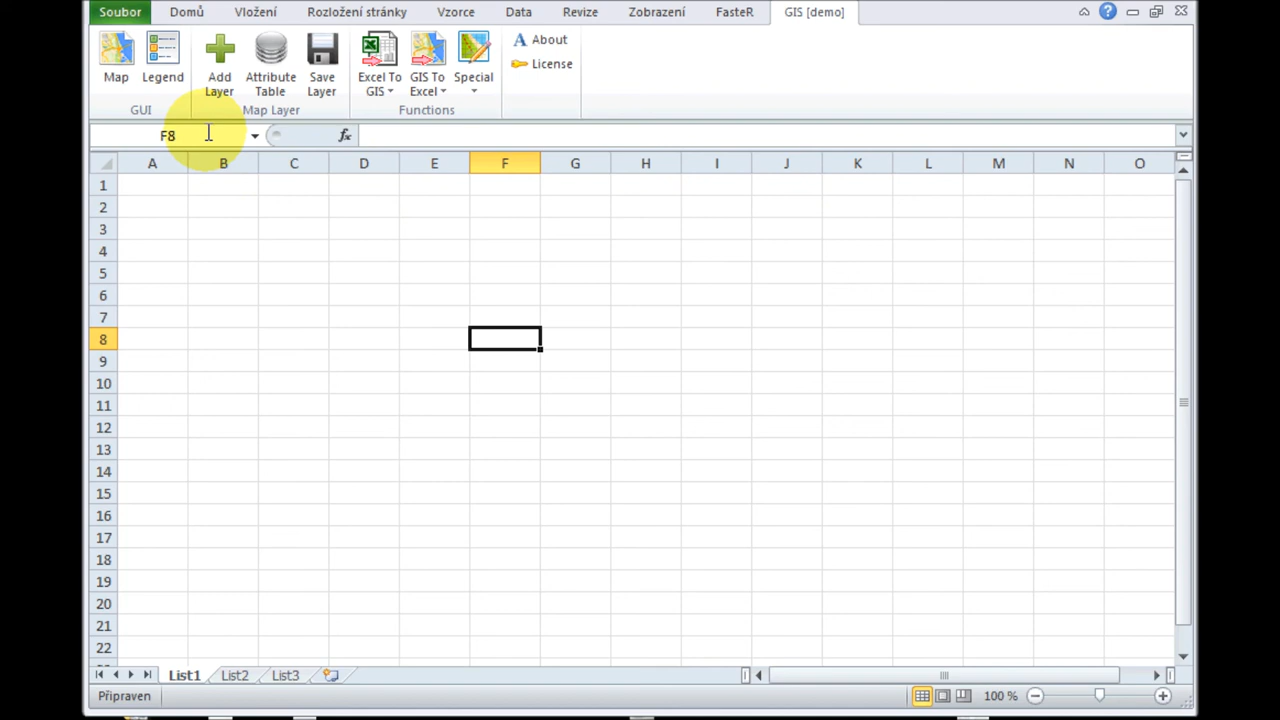 Soubor Domů Vložení Rozložení stránky Vzorce Data Revize Zobrazení FasteR GIS [demo]
Map Legend Add Layer Attribute Table Save Layer Excel To GIS GIS To Excel Special About
License
GUI Map Layer Functions
F8 fx
A B C D E F G H I J K L M N O
1
2
3
4
5
6
7
8
9
10
11
12
13
14
15
16
17
18
19
20
21
22
List1 List2 List3
Připraven 100 %